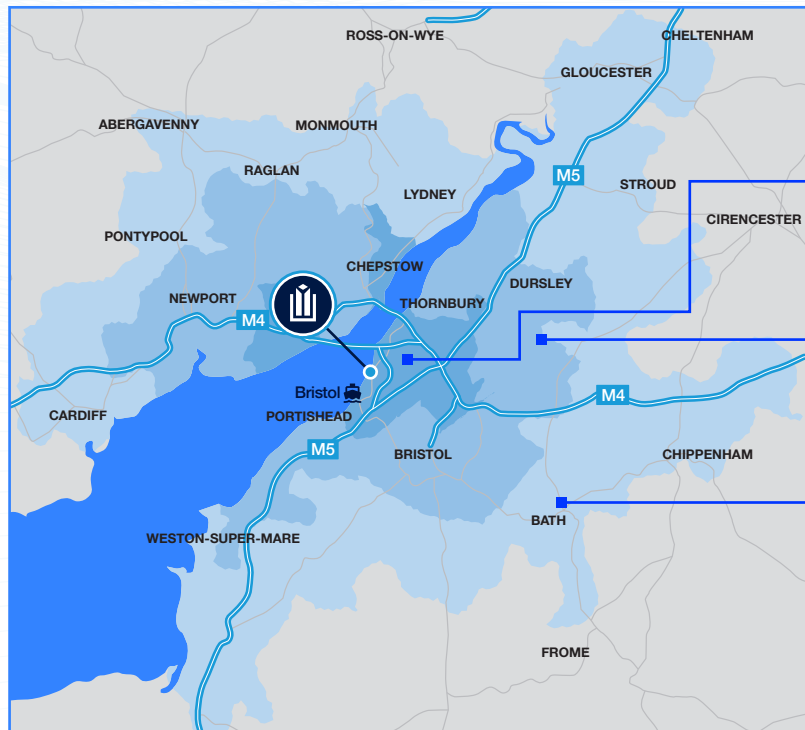 ROSS-ON-WYE
CHELTENHAM
GLOUCESTER
ABERGAVENNY
MONMOUTH
RAGLAN
M5
STROUD
LYDNEY
CIRENCESTER
PONTYPOOL
CHEPSTOW
DURSLEY
NEWPORT
THORNBURY
M4
Bristol
M4
CARDIFF
PORTISHEAD
M5
BRISTOL
CHIPPENHAM
BATH
WESTON-SUPER-MARE
FROME